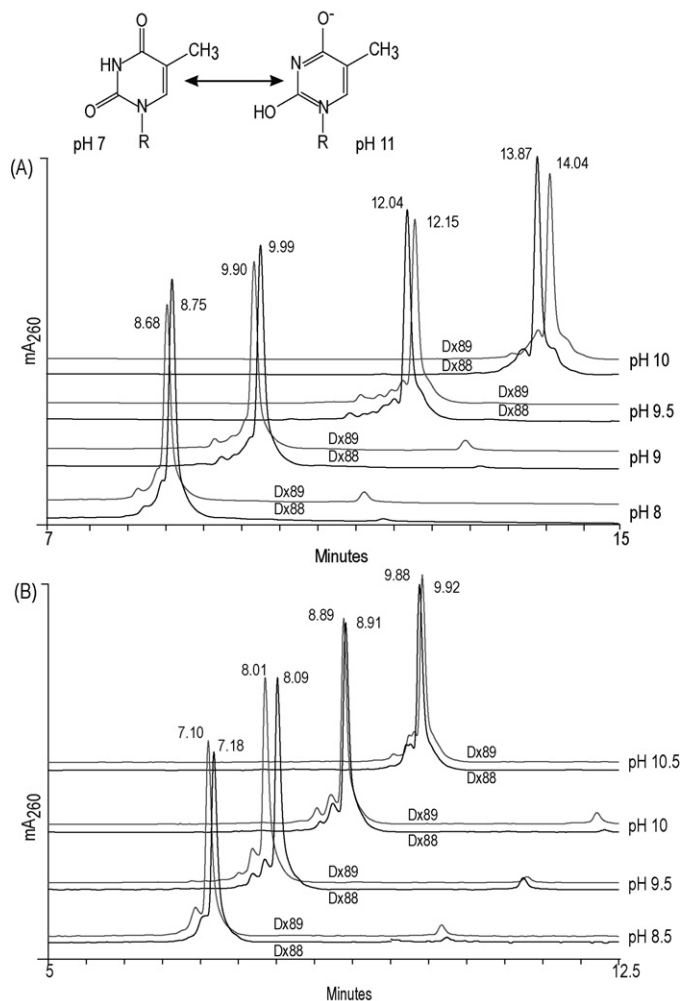 O
O⁻
CH3
CH3
HN
N
O
N
HO
N
pH 7
R
R
pH 11
(A)
13.87
14.04
12.04
12.15
9.90
9.99
8.68
8.75
mA260
Dx89
Dx88
pH 10
Dx89
Dx88
pH 9.5
Dx89
Dx88
pH 9
Dx89
Dx88
pH 8
7
Minutes
15
(B)
9.88
9.92
8.89
8.91
8.01
8.09
7.10
7.18
mA260
Dx89
Dx88
pH 10.5
Dx89
Dx88
pH 10
Dx89
Dx88
pH 9.5
Dx89
Dx88
pH 8.5
5
Minutes
12.5